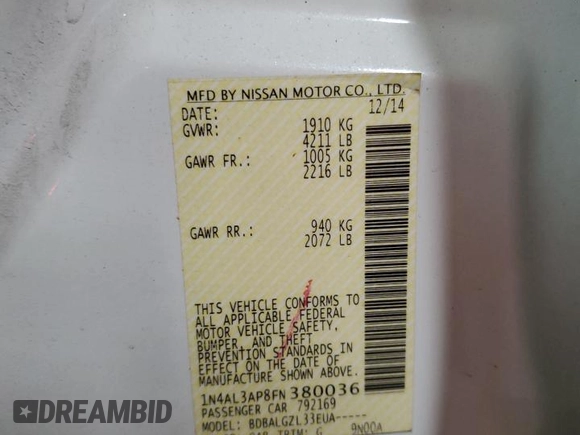 MFD BY NISSAN MOTOR CO., LTD.
DATE: 12/14
GVWR: 1910 KG
4211 LB
GAWR FR.: 1005 KG
2216 LB
GAWR RR.: 940 KG
2072 LB
THIS VEHICLE CONFORMS TO
ALL APPLICABLE FEDERAL
MOTOR VEHICLE SAFETY,
BUMPER, AND THEFT
PREVENTION STANDARDS IN
EFFECT ON THE DATE OF
MANUFACTURE SHOWN ABOVE.
1N4AL3AP8FN380036
PASSENGER CAR 792169
MODEL: BDBALGZL33EUA-----
TRIM: G 9N00A
DREAMBID